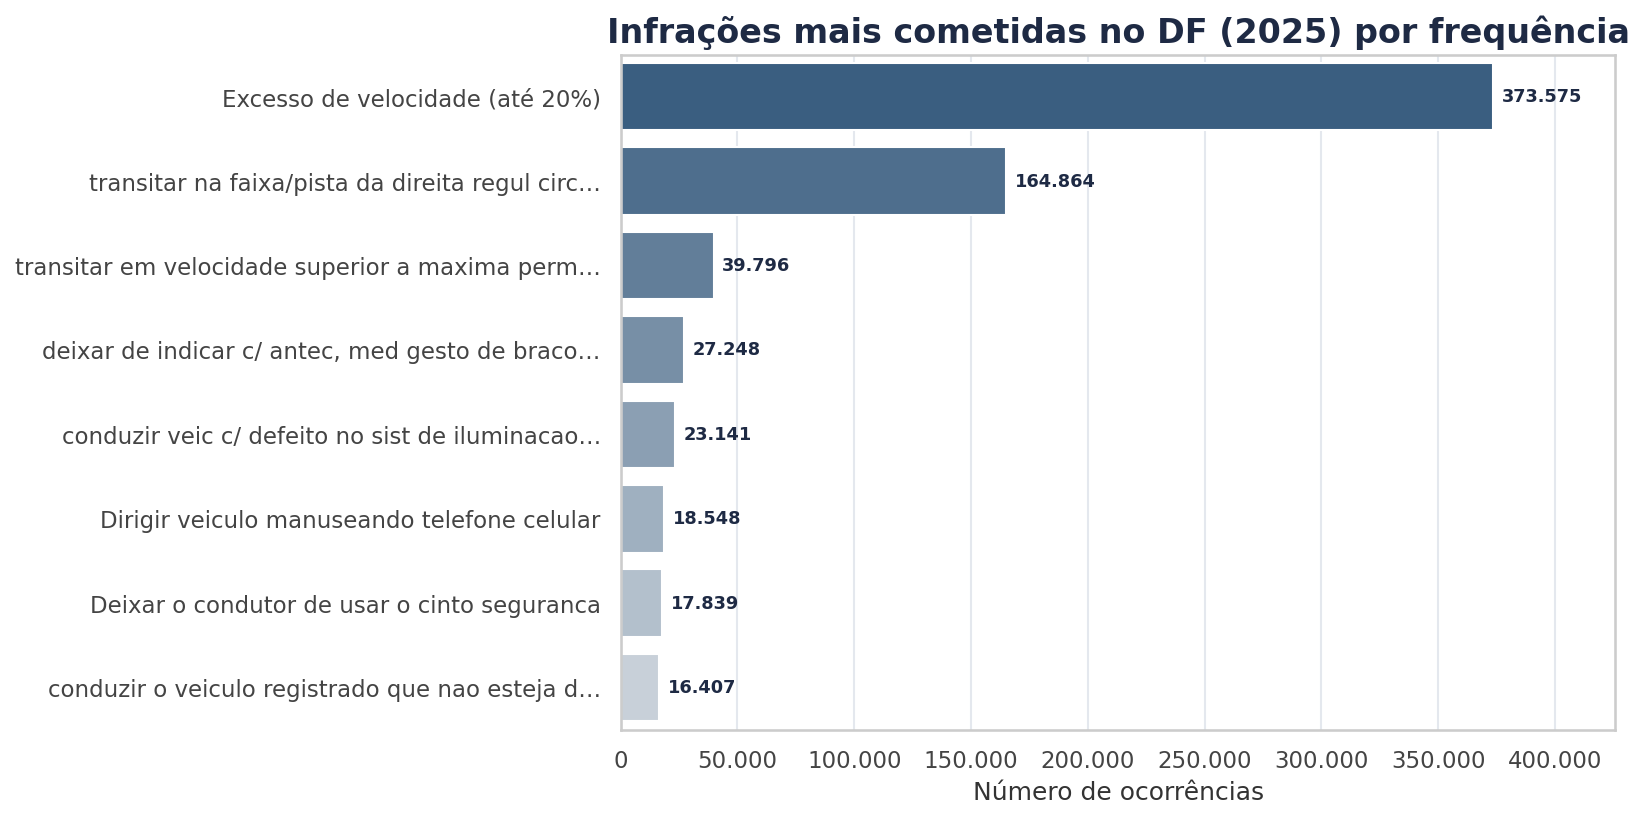 Infrações mais cometidas no DF (2025) por frequência
Excesso de velocidade (até 20%)
373.575
transitar na faixa/pista da direita regul circ...
164.864
transitar em velocidade superior a maxima perm...
39.796
deixar de indicar c/ antec, med gesto de braco...
27.248
conduzir veic c/ defeito no sist de iluminacao...
23.141
Dirigir veiculo manuseando telefone celular
18.548
Deixar o condutor de usar o cinto seguranca
17.839
conduzir o veiculo registrado que nao esteja d...
16.407
0 50.000 100.000 150.000 200.000 250.000 300.000 350.000 400.000
Número de ocorrências